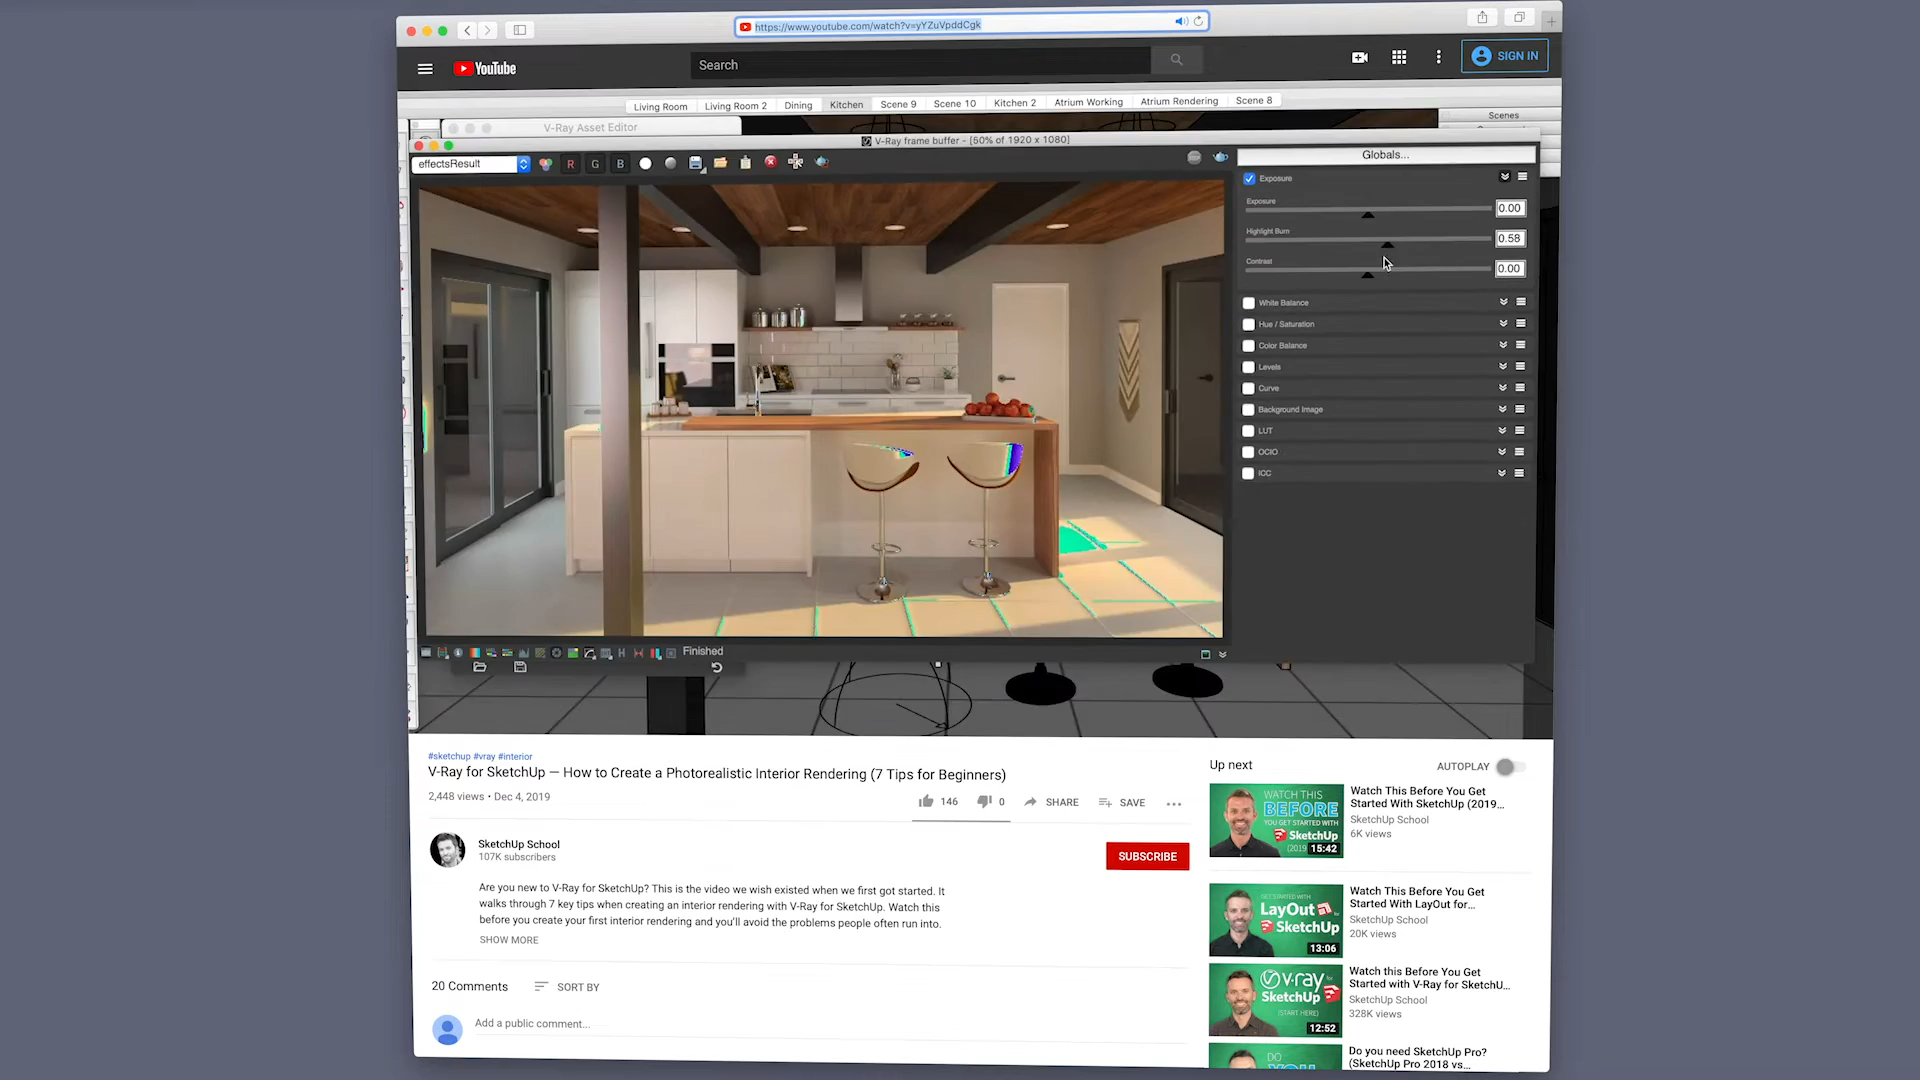 https://www.youtube.com/watch?v=yYZuVpddCgk
YouTube
Search
SIGN IN
Living Room
Living Room 2
Dining
Kitchen
Scene 9
Scene 10
Kitchen 2
Atrium Working
Atrium Rendering
Scene 8
Scenes
V-Ray Asset Editor
V-Ray frame buffer - [50% of 1920 x 1080]
effectsResult
R
G
B
Globals...
Exposure
Exposure
0.00
Highlight Burn
0.58
Contrast
0.00
White Balance
Hue / Saturation
Color Balance
Levels
Curve
Background Image
LUT
OCIO
ICC
H
Finished
#sketchup #vray #interior
V-Ray for SketchUp — How to Create a Photorealistic Interior Rendering (7 Tips for Beginners)
2,448 views • Dec 4, 2019
146
0
SHARE
SAVE
SketchUp School
107K subscribers
SUBSCRIBE
Are you new to V-Ray for SketchUp? This is the video we wish existed when we first got started. It
walks through 7 key tips when creating an interior rendering with V-Ray for SketchUp. Watch this
before you create your first interior rendering and you'll avoid the problems people often run into.
SHOW MORE
20 Comments
SORT BY
Add a public comment...
Up next
AUTOPLAY
WATCH THIS
BEFORE
YOU GET STARTED WITH
SketchUp
(2019
15:42
Watch This Before You Get
Started With SketchUp (2019...
SketchUp School
6K views
LayOut
SketchUp
13:06
Watch This Before You Get
Started With LayOut for...
SketchUp School
20K views
v-ray
SketchUp
(START HERE)
12:52
Watch this Before You Get
Started with V-Ray for SketchU...
SketchUp School
328K views
DO
YOU
Do you need SketchUp Pro?
(SketchUp Pro 2018 vs...